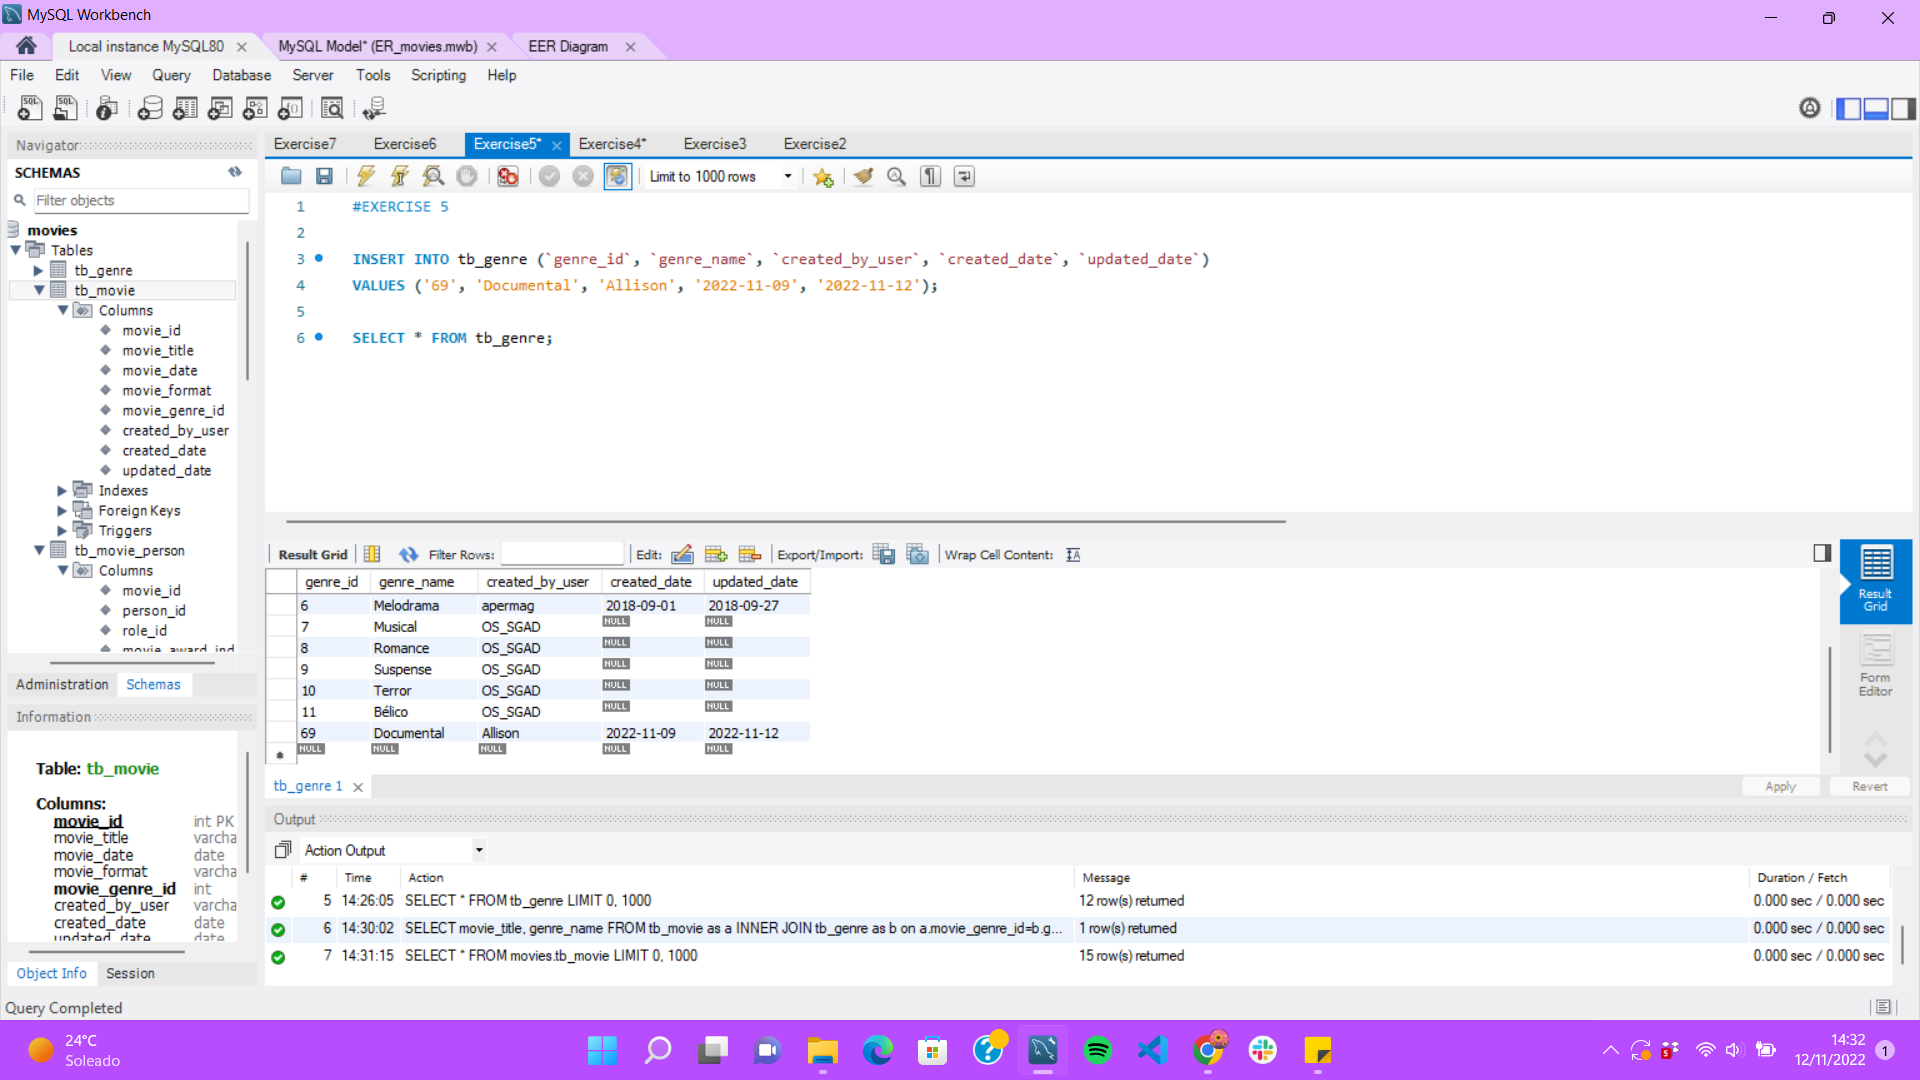 MySQL Workbench
Local instance MySQL80
MySQL Model* (ER_movies.mwb)
EER Diagram
File Edit View Query Database Server Tools Scripting Help
Navigator
SCHEMAS
Filter objects
movies
Tables
tb_genre
tb_movie
Columns
movie_id
movie_title
movie_date
movie_format
movie_genre_id
created_by_user
created_date
updated_date
Indexes
Foreign Keys
Triggers
tb_movie_person
Columns
movie_id
person_id
role_id
movie_award_ind
Administration Schemas
Information
Table: tb_movie
Columns:
movie_id int PK
movie_title varcha
movie_date date
movie_format varcha
movie_genre_id int
created_by_user varcha
created_date date
updated_date date
Object Info Session
Query Completed
Exercise7 Exercise6 Exercise5* Exercise4* Exercise3 Exercise2
Limit to 1000 rows
1 #EXERCISE 5
2
3 INSERT INTO tb_genre (`genre_id`, `genre_name`, `created_by_user`, `created_date`, `updated_date`)
4 VALUES ('69', 'Documental', 'Allison', '2022-11-09', '2022-11-12');
5
6 SELECT * FROM tb_genre;
Result Grid Filter Rows: Edit: Export/Import: Wrap Cell Content:
genre_id genre_name created_by_user created_date updated_date
6 Melodrama apermag 2018-09-01 2018-09-27
7 Musical OS_SGAD NULL NULL
8 Romance OS_SGAD NULL NULL
9 Suspense OS_SGAD NULL NULL
10 Terror OS_SGAD NULL NULL
11 Bélico OS_SGAD NULL NULL
69 Documental Allison 2022-11-09 2022-11-12
NULL NULL NULL NULL NULL
Result
Grid
Form
Editor
tb_genre 1
Apply Revert
Output
Action Output
# Time Action Message Duration / Fetch
5 14:26:05 SELECT * FROM tb_genre LIMIT 0, 1000 12 row(s) returned 0.000 sec / 0.000 sec
6 14:30:02 SELECT movie_title, genre_name FROM tb_movie as a INNER JOIN tb_genre as b on a.movie_genre_id=b.g... 1 row(s) returned 0.000 sec / 0.000 sec
7 14:31:15 SELECT * FROM movies.tb_movie LIMIT 0, 1000 15 row(s) returned 0.000 sec / 0.000 sec
24°C
Soleado
14:32
12/11/2022
1